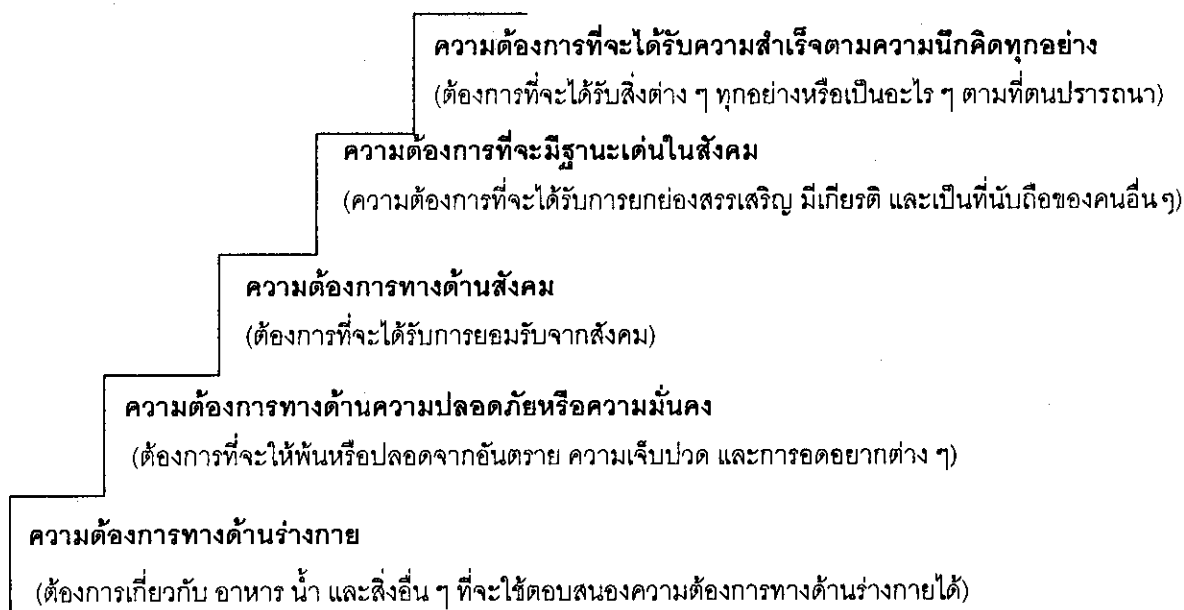 ความต้องการที่จะได้รับความสำเร็จตามความนึกคิดทุกอย่าง
(ต้องการที่จะได้รับสิ่งต่าง ๆ ทุกอย่างหรือเป็นอะไร ๆ ตามที่ตนปรารถนา)
ความต้องการที่จะมีฐานะเด่นในสังคม
(ความต้องการที่จะได้รับการยกย่องสรรเสริญ มีเกียรติ และเป็นที่นับถือของคนอื่น ๆ)
ความต้องการทางด้านสังคม
(ต้องการที่จะได้รับการยอมรับจากสังคม)
ความต้องการทางด้านความปลอดภัยหรือความมั่นคง
(ต้องการที่จะให้พ้นหรือปลอดจากอันตราย ความเจ็บปวด และการอดอยากต่าง ๆ)
ความต้องการทางด้านร่างกาย
(ต้องการเกี่ยวกับ อาหาร น้ำ และสิ่งอื่น ๆ ที่จะใช้ตอบสนองความต้องการทางด้านร่างกายได้)